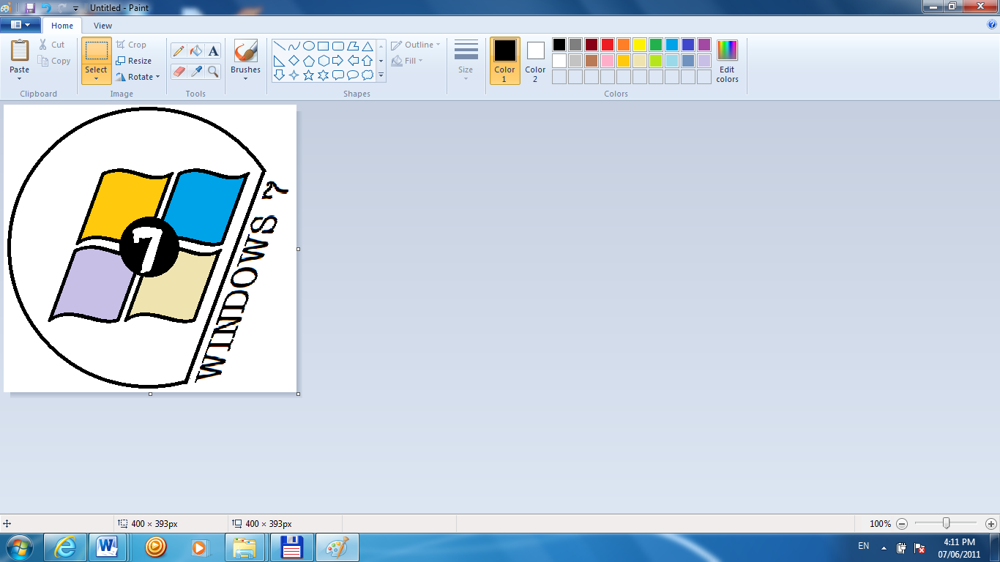 Untitled - Paint
Home View
Paste
Cut
Copy
Clipboard
Select
Crop
Resize
Rotate
Image
A
Tools
Brushes
Outline
Fill
Shapes
Size
Color 1
Color 2
Edit colors
Colors
7
WINDOWS 7
400 × 393px
400 × 393px
100%
W
EN
4:11 PM
07/06/2011